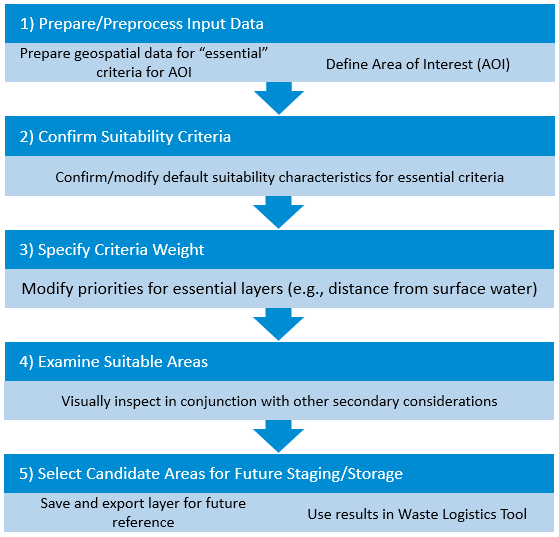 1) Prepare/Preprocess Input Data
Prepare geospatial data for “essential”
criteria for AOI
Define Area of Interest (AOI)
2) Confirm Suitability Criteria
Confirm/modify default suitability characteristics for essential criteria
3) Specify Criteria Weight
Modify priorities for essential layers (e.g., distance from surface water)
4) Examine Suitable Areas
Visually inspect in conjunction with other secondary considerations
5) Select Candidate Areas for Future Staging/Storage
Save and export layer for future
reference
Use results in Waste Logistics Tool